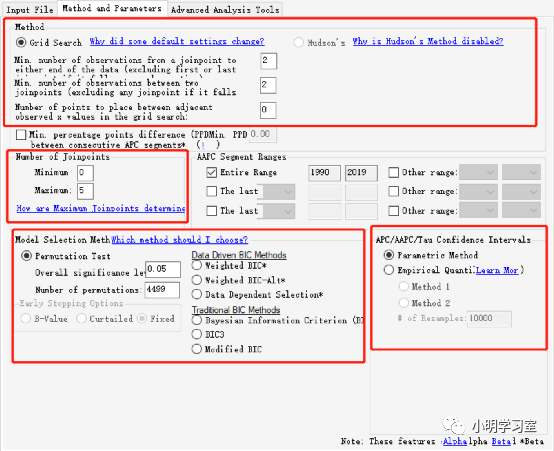 Input File Method and Parameters Advanced Analysis Tools
Method
Grid Search Why did some default settings change? Hudson's Why is Hudson's Method disabled?
Min. number of observations from a joinpoint to
either end of the data (excluding first or last
2
Min. number of observations between two
joinpoints (excluding any joinpoint if it falls
2
Number of points to place between adjacent
observed x values in the grid search:
0
Min. percentage points difference (PPDMin. PPD
between consecutive APC segments* (
0.00
Number of Joinpoints
Minimum 0
Maximum: 5
How are Maximum Joinpoints determine
AAPC Segment Ranges
Entire Range 1990 2019 Other range:
The last Other range:
The last Other range:
Model Selection Meth Which method should I choose?
Permutation Test
Overall significance le 0.05
Number of permutations: 4499
Early Stopping Options
B-Value Curtailed Fixed
Data Driven BIC Methods
Weighted BIC*
Weighted BIC-Alt*
Data Dependent Selection*
Traditional BIC Methods
Bayesian Information Criterion (BI
BIC3
Modified BIC
APC/AAPC/Tau Confidence Intervals
Parametric Method
Empirical Quanti(Learn Mor)
Method 1
Method 2
# of Resamples: 10000
小明学习室
Note: These features Alpha lpha Beta *Beta